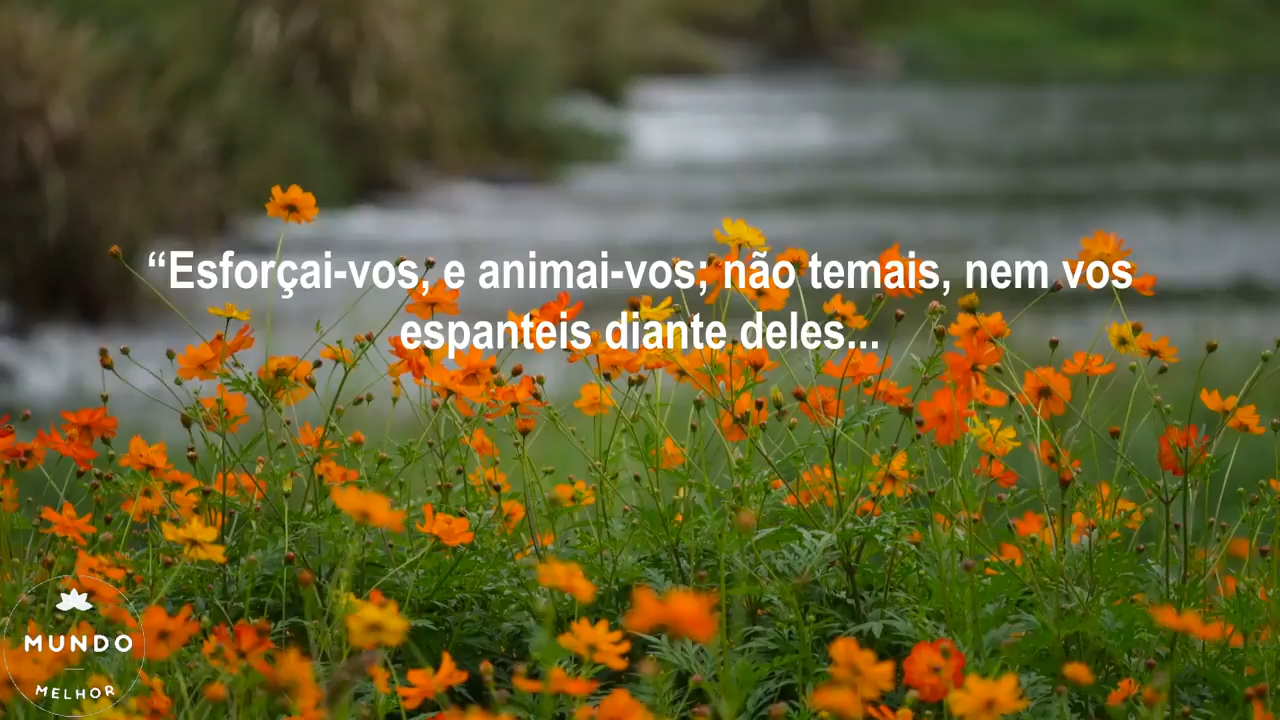 “Esforçai-vos, e animai-vos; não temais, nem vos
espanteis diante deles...
MUNDO
MELHOR